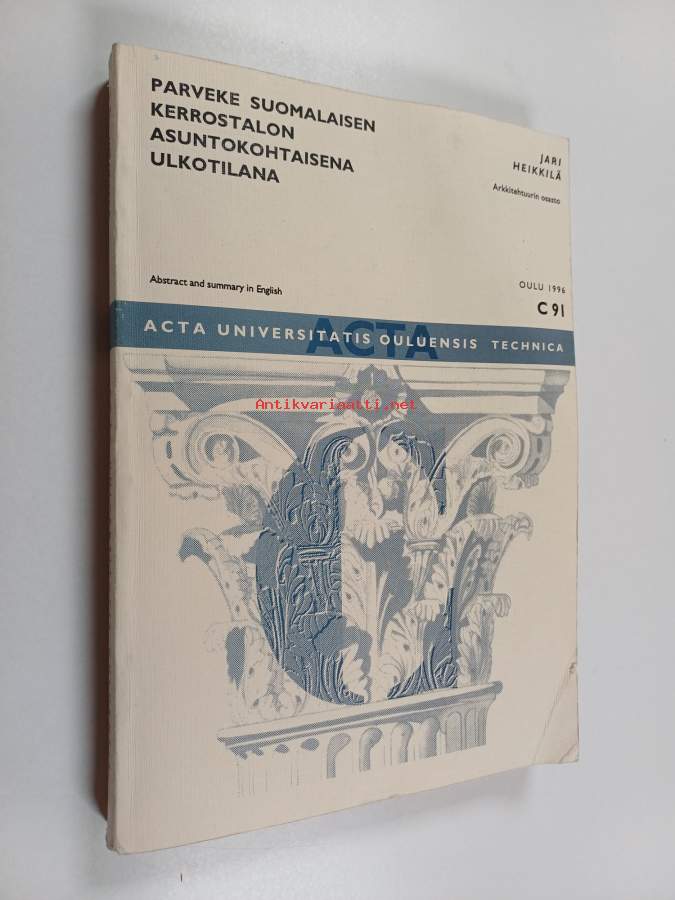 PARVEKE SUOMALAISEN
KERROSTALON
ASUNTOKOHTAISENA
ULKOTILANA
JARI
HEIKKILÄ
Arkkitehtuurin osasto
Abstract and summary in English
OULU 1996
C 91
ACTA
ACTA UNIVERSITATIS OULUENSIS TECHNICA
Antikvariaatti.net
C